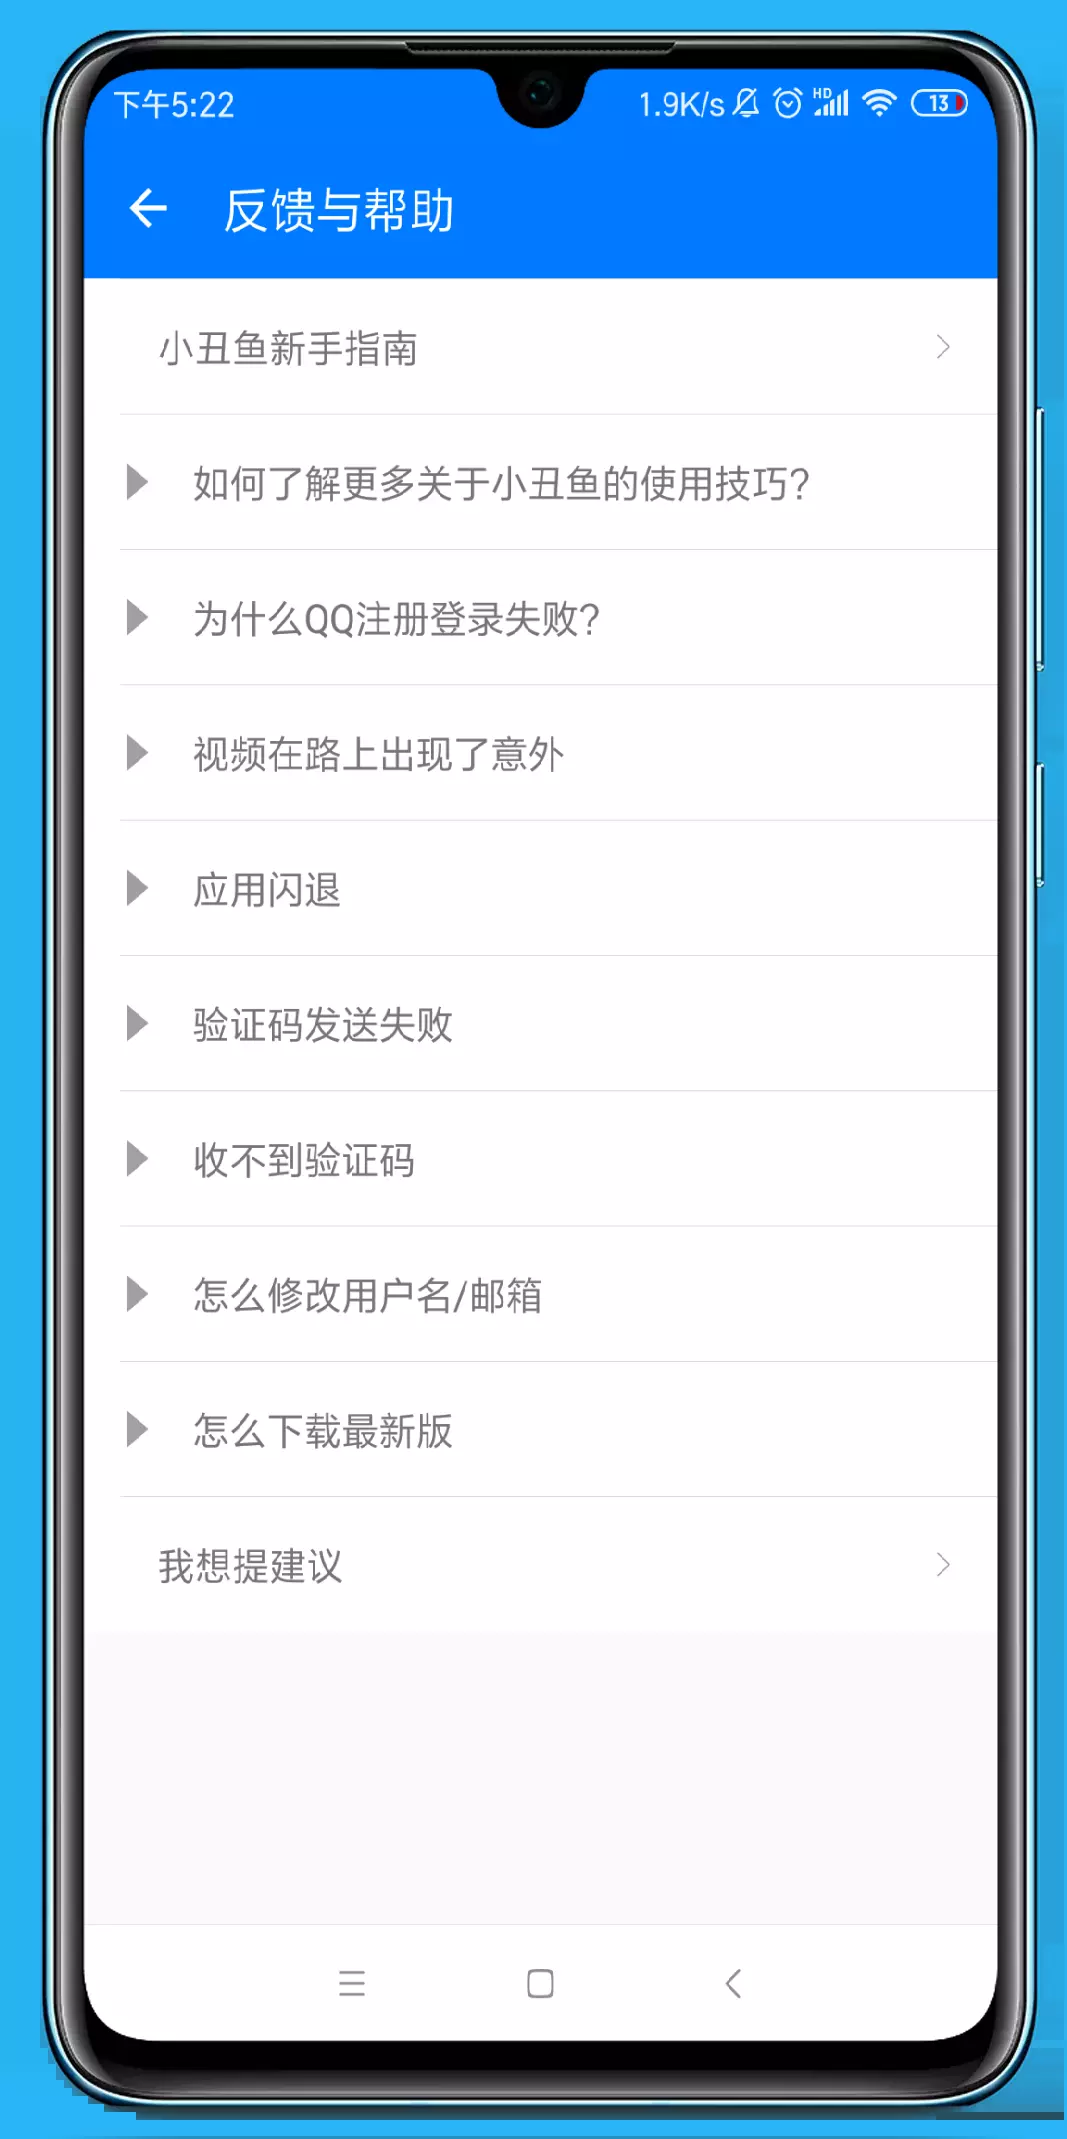 下午5:22
1.9K/s HD 13
反馈与帮助
小丑鱼新手指南
如何了解更多关于小丑鱼的使用技巧?
为什么QQ注册登录失败?
视频在路上出现了意外
应用闪退
验证码发送失败
收不到验证码
怎么修改用户名/邮箱
怎么下载最新版
我想提建议